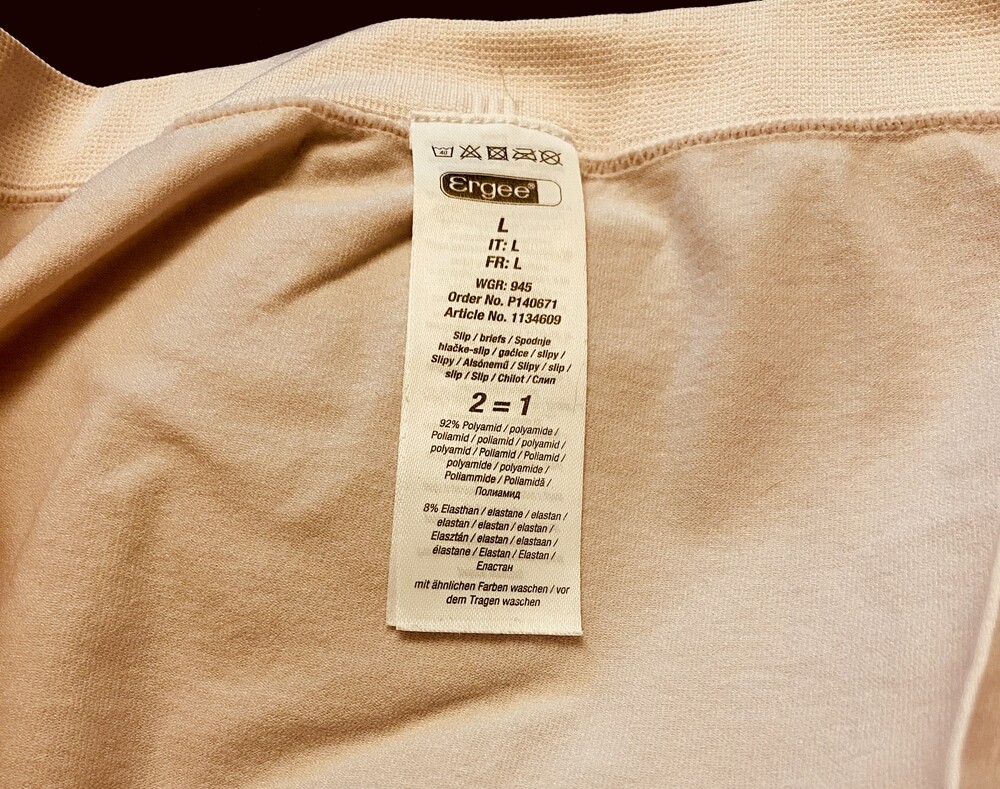 40
Ergee®
L
IT: L
FR: L
WGR: 945
Order No. P140671
Article No. 1134609
Slip / briefs / Spodnje
hlačke-slip / gaćice / slipy /
Slipy / Alsónemű / Slipy / slip /
slip / Slip / Chilot / Слип
2 = 1
92% Polyamid / polyamide /
Poliamid / poliamid / polyamid /
polyamid / Poliamid / Poliamid /
polyamide / polyamide /
Poliammide / Poliamidă /
Полиамид
8% Elasthan / elastane / elastan /
elastan / elastan / elastan /
Elasztán / elastan / elastaan /
élastane / Elastan / Elastan /
Еластан
mit ähnlichen Farben waschen / vor
dem Tragen waschen